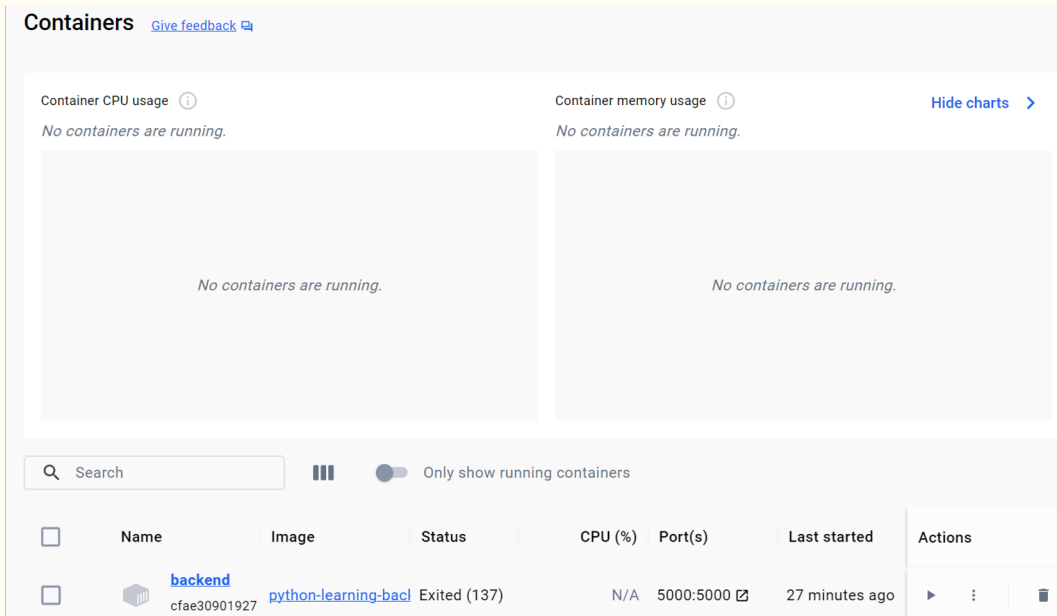 Containers Give feedback
Container CPU usage
No containers are running.
No containers are running.
Container memory usage
Hide charts
No containers are running.
No containers are running.
Search
Only show running containers
Name Image Status CPU (%) Port(s) Last started Actions
backend
cfae30901927
python-learning-bacl Exited (137) N/A 5000:5000 27 minutes ago